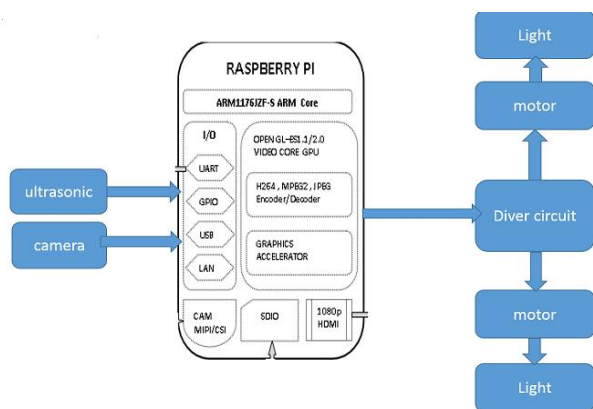 Light
motor
RASPBERRY PI
ARM1176JZF-S ARM Core
I/O
UART
GPIO
USB
LAN
OPEN GL-ES1.1/2.0
VIDEO CORE GPU
H264, MPEG2, JPEG
Encoder/Decoder
GRAPHICS
ACCELERATOR
CAM
MIPI/CSI
SDIO
1080p
HDMI
ultrasonic
camera
Diver circuit
motor
Light